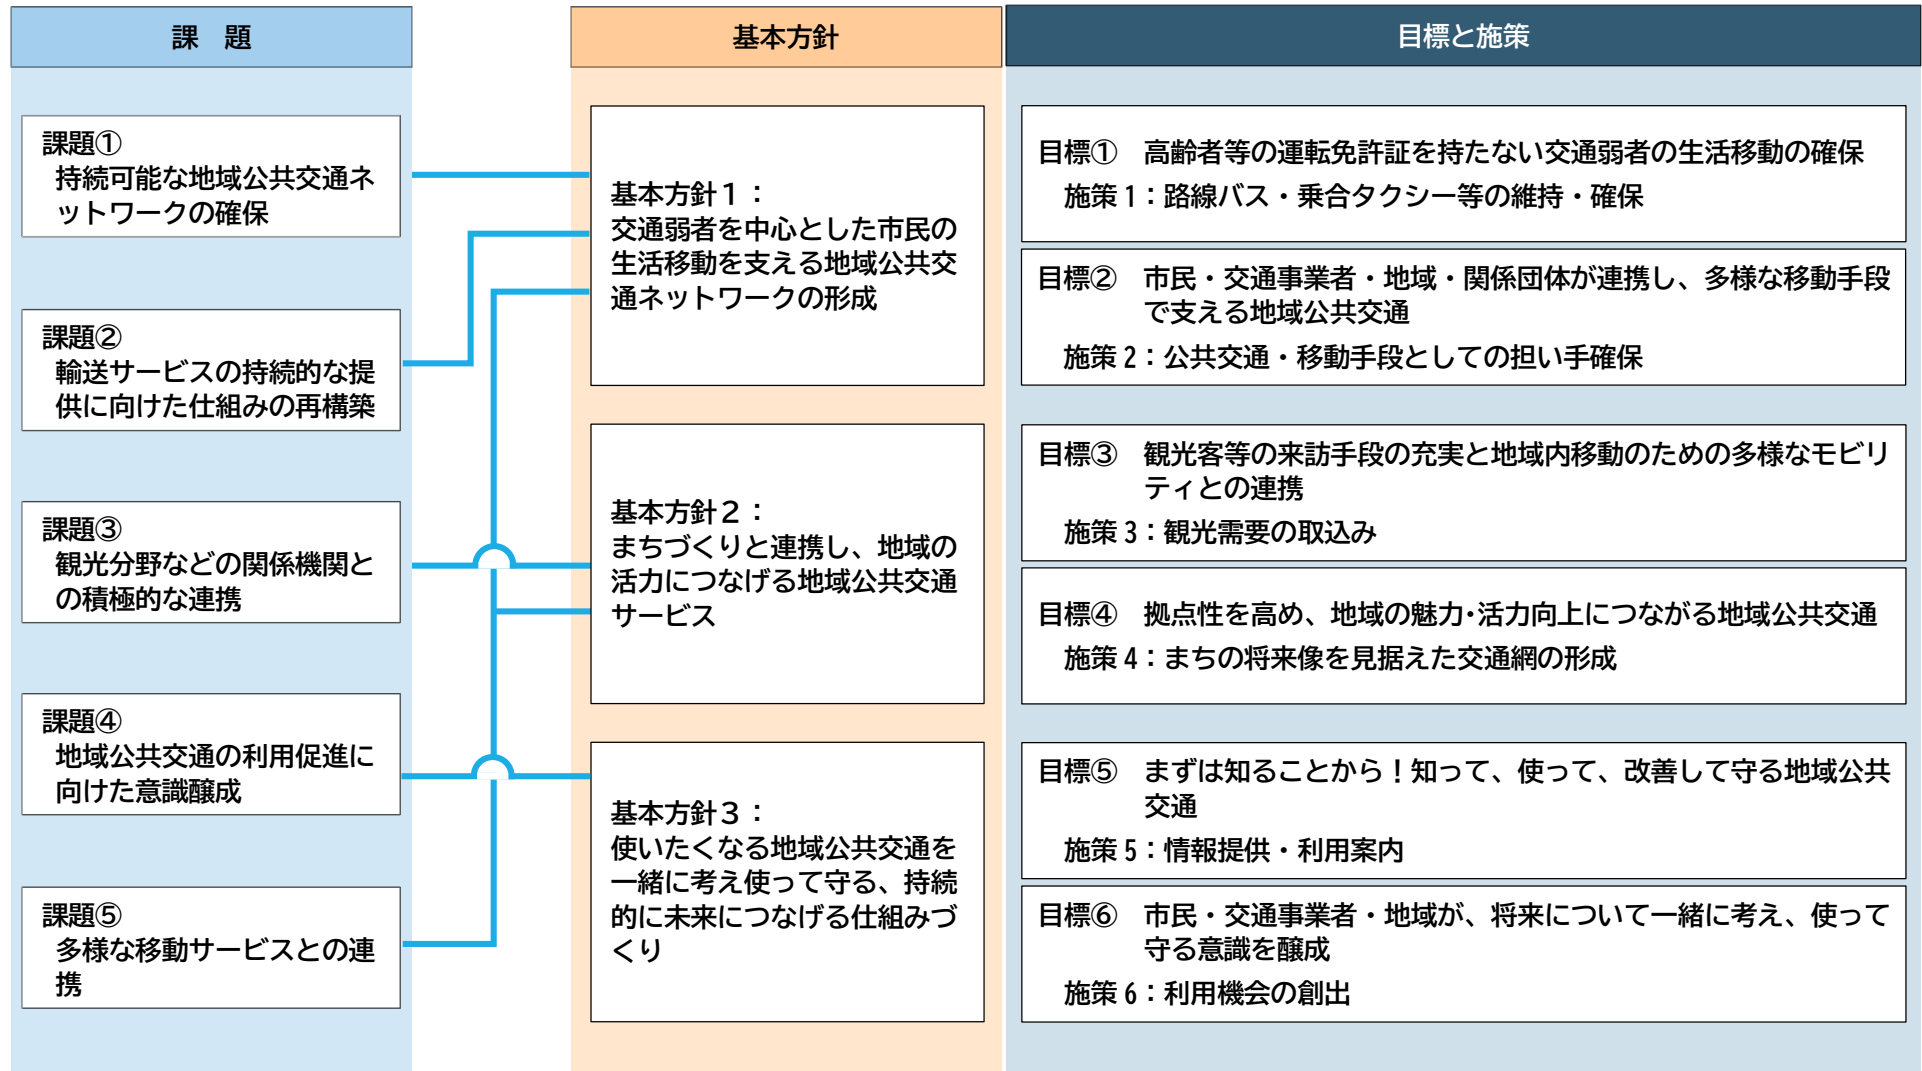 課　題
課題①
持続可能な地域公共交通ネ
ットワークの確保
課題②
輸送サービスの持続的な提
供に向けた仕組みの再構築
課題③
観光分野などの関係機関と
の積極的な連携
課題④
地域公共交通の利用促進に
向けた意識醸成
課題⑤
多様な移動サービスとの連
携
基本方針
基本方針１：
交通弱者を中心とした市民の
生活移動を支える地域公共交
通ネットワークの形成
基本方針２：
まちづくりと連携し、地域の
活力につなげる地域公共交通
サービス
基本方針３：
使いたくなる地域公共交通を
一緒に考え使って守る、持続
的に未来につなげる仕組みづ
くり
目標と施策
目標①　高齢者等の運転免許証を持たない交通弱者の生活移動の確保
施策1：路線バス・乗合タクシー等の維持・確保
目標②　市民・交通事業者・地域・関係団体が連携し、多様な移動手段
で支える地域公共交通
施策2：公共交通・移動手段としての担い手確保
目標③　観光客等の来訪手段の充実と地域内移動のための多様なモビリ
ティとの連携
施策3：観光需要の取込み
目標④　拠点性を高め、地域の魅力・活力向上につながる地域公共交通
施策4：まちの将来像を見据えた交通網の形成
目標⑤　まずは知ることから！知って、使って、改善して守る地域公共
交通
施策5：情報提供・利用案内
目標⑥　市民・交通事業者・地域が、将来について一緒に考え、使って
守る意識を醸成
施策6：利用機会の創出